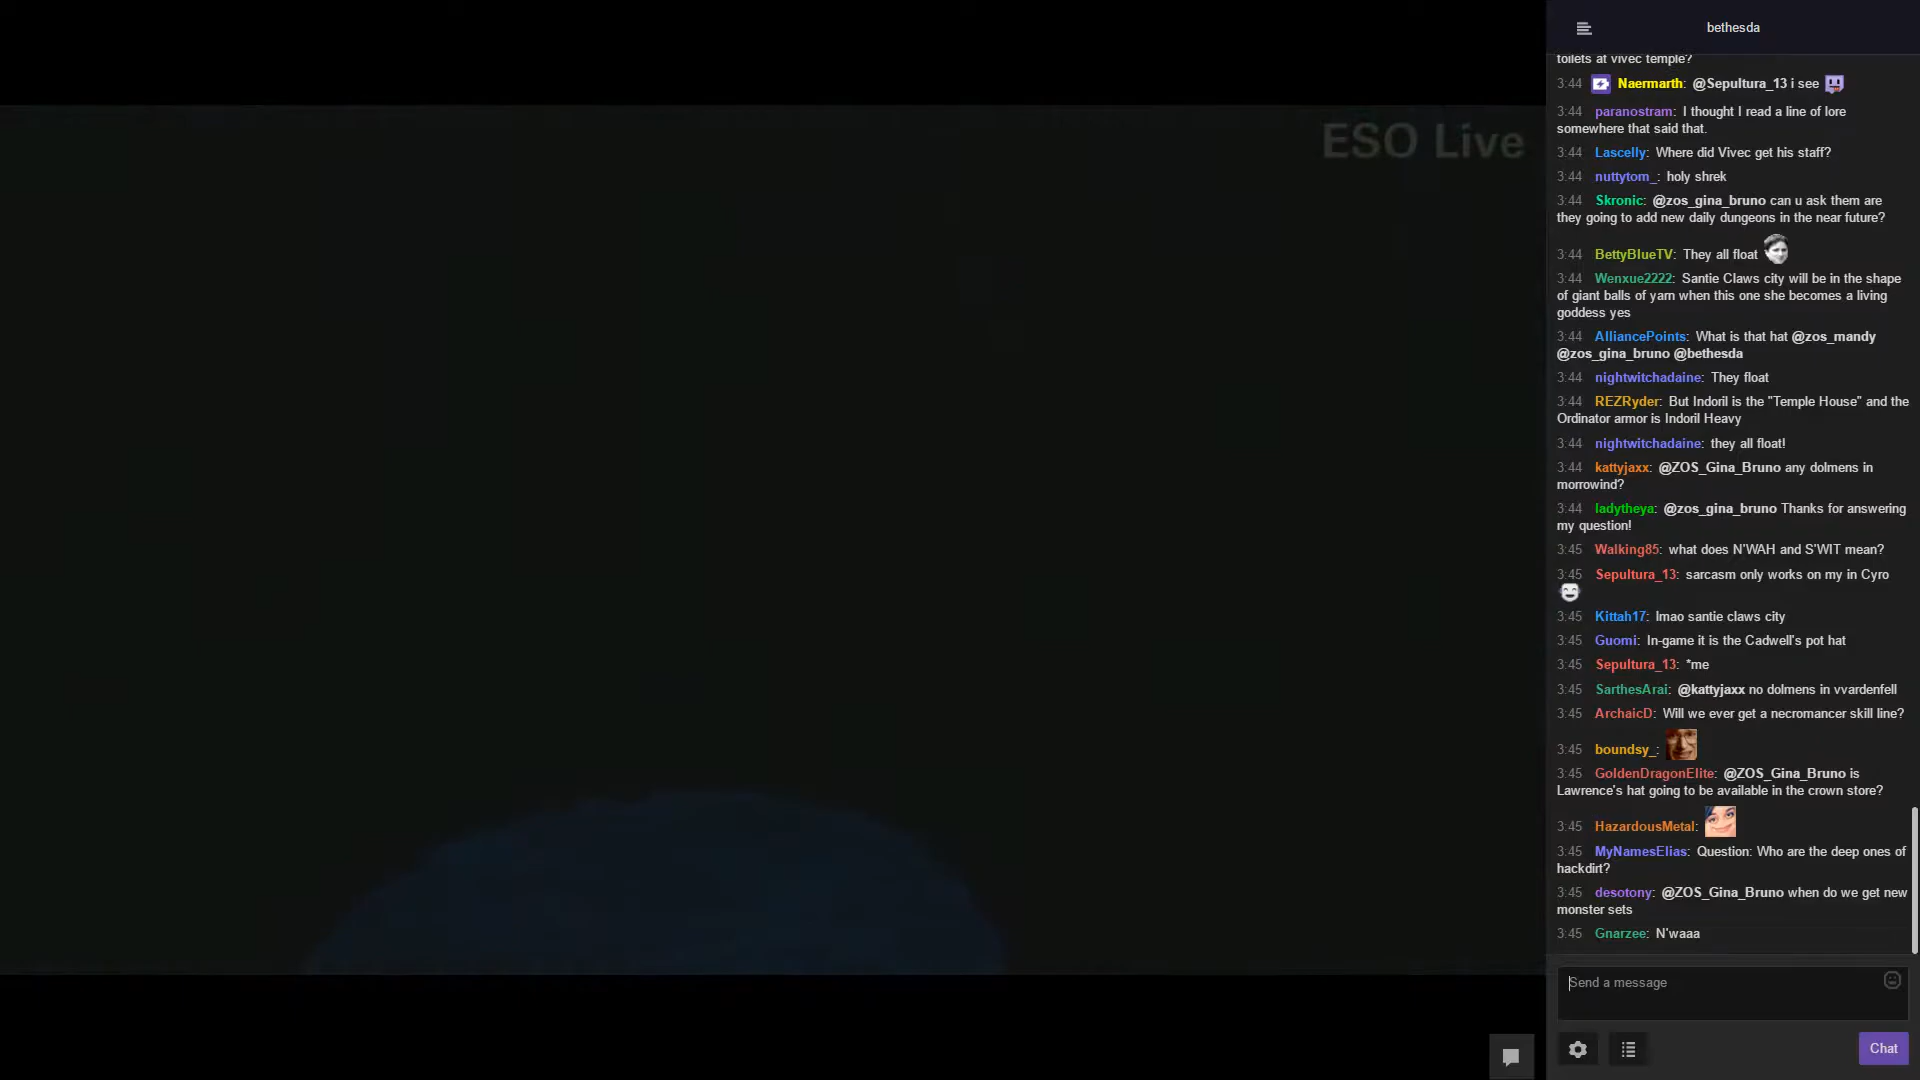 ESO Live
bethesda
toilets at vivec temple?
3:44 Naermarth: @Sepultura_13 i see
3:44 paranostram: I thought I read a line of lore
somewhere that said that.
3:44 Lascelly: Where did Vivec get his staff?
3:44 nuttytom_: holy shrek
3:44 Skronic: @zos_gina_bruno can u ask them are
they going to add new daily dungeons in the near future?
3:44 BettyBlueTV: They all float
3:44 Wenxue2222: Santie Claws city will be in the shape
of giant balls of yarn when this one she becomes a living
goddess yes
3:44 AlliancePoints: What is that hat @zos_mandy
@zos_gina_bruno @bethesda
3:44 nightwitchadaine: They float
3:44 REZRyder: But Indoril is the "Temple House" and the
Ordinator armor is Indoril Heavy
3:44 nightwitchadaine: they all float!
3:44 kattyjaxx: @ZOS_Gina_Bruno any dolmens in
morrowind?
3:44 ladytheya: @zos_gina_bruno Thanks for answering
my question!
3:45 Walking85: what does N'WAH and S'WIT mean?
3:45 Sepultura_13: sarcasm only works on my in Cyro
3:45 Kittah17: lmao santie claws city
3:45 Guomi: In-game it is the Cadwell's pot hat
3:45 Sepultura_13: *me
3:45 SarthesArai: @kattyjaxx no dolmens in vvardenfell
3:45 ArchaicD: Will we ever get a necromancer skill line?
3:45 boundsy_:
3:45 GoldenDragonElite: @ZOS_Gina_Bruno is
Lawrence's hat going to be available in the crown store?
3:45 HazardousMetal:
3:45 MyNamesElias: Question: Who are the deep ones of
hackdirt?
3:45 desotony: @ZOS_Gina_Bruno when do we get new
monster sets
3:45 Gnarzee: N'waaa
Send a message
Chat